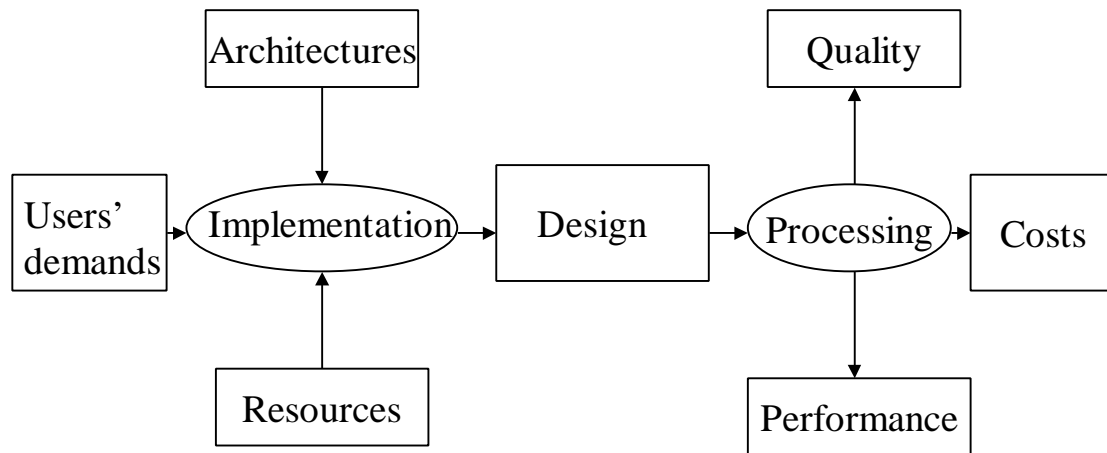 Architectures
Quality
Users’
demands
Implementation
Design
Processing
Costs
Resources
Performance